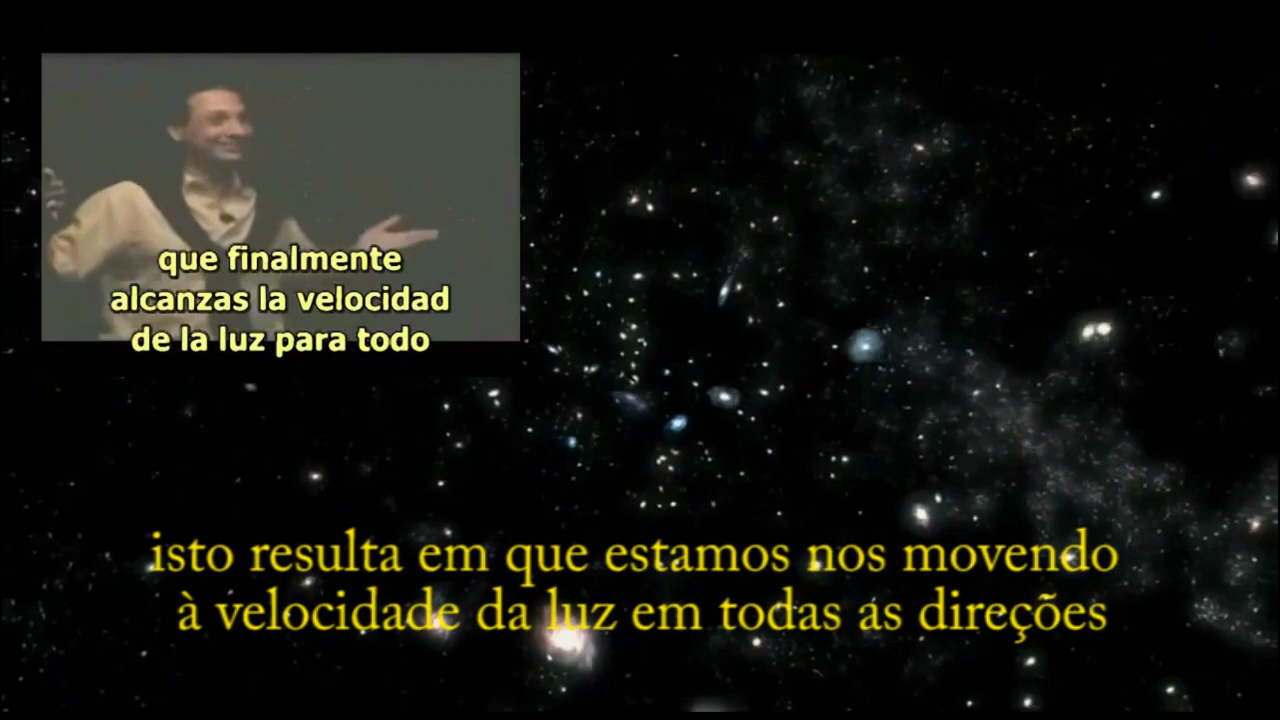 que finalmente
alcanzas la velocidad
de la luz para todo
isto resulta em que estamos nos movendo
à velocidade da luz em todas as direções